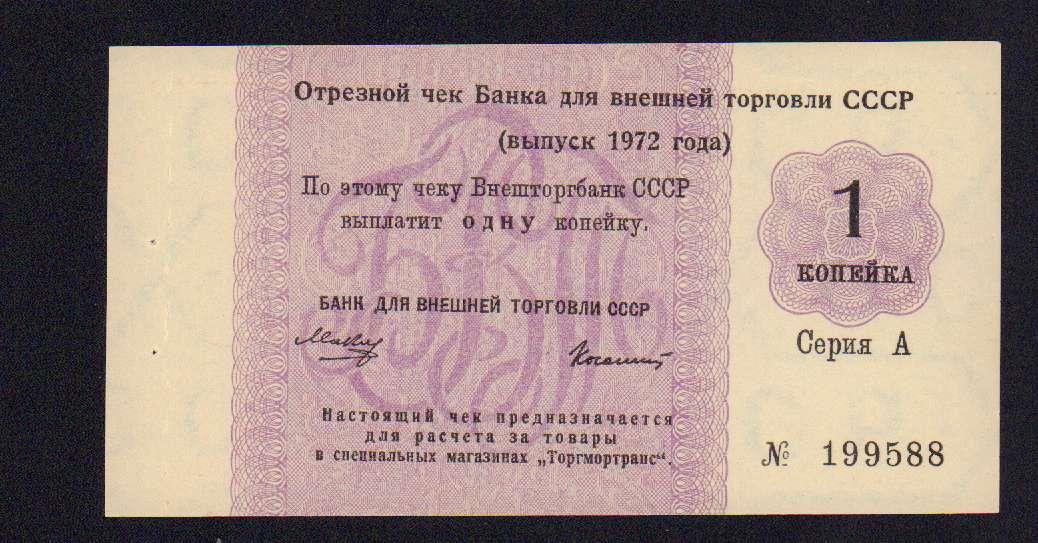 Отрезной чек Банка для внешней торговли СССР
(выпуск 1972 года)
По этому чеку Внешторгбанк СССР
выплатит одну копейку.
1
КОПЕЙКА
БАНК ДЛЯ ВНЕШНЕЙ ТОРГОВЛИ СССР
Серия А
Настоящий чек предназначается
для расчета за товары
в специальных магазинах „Торгмортранс“.
№ 199588